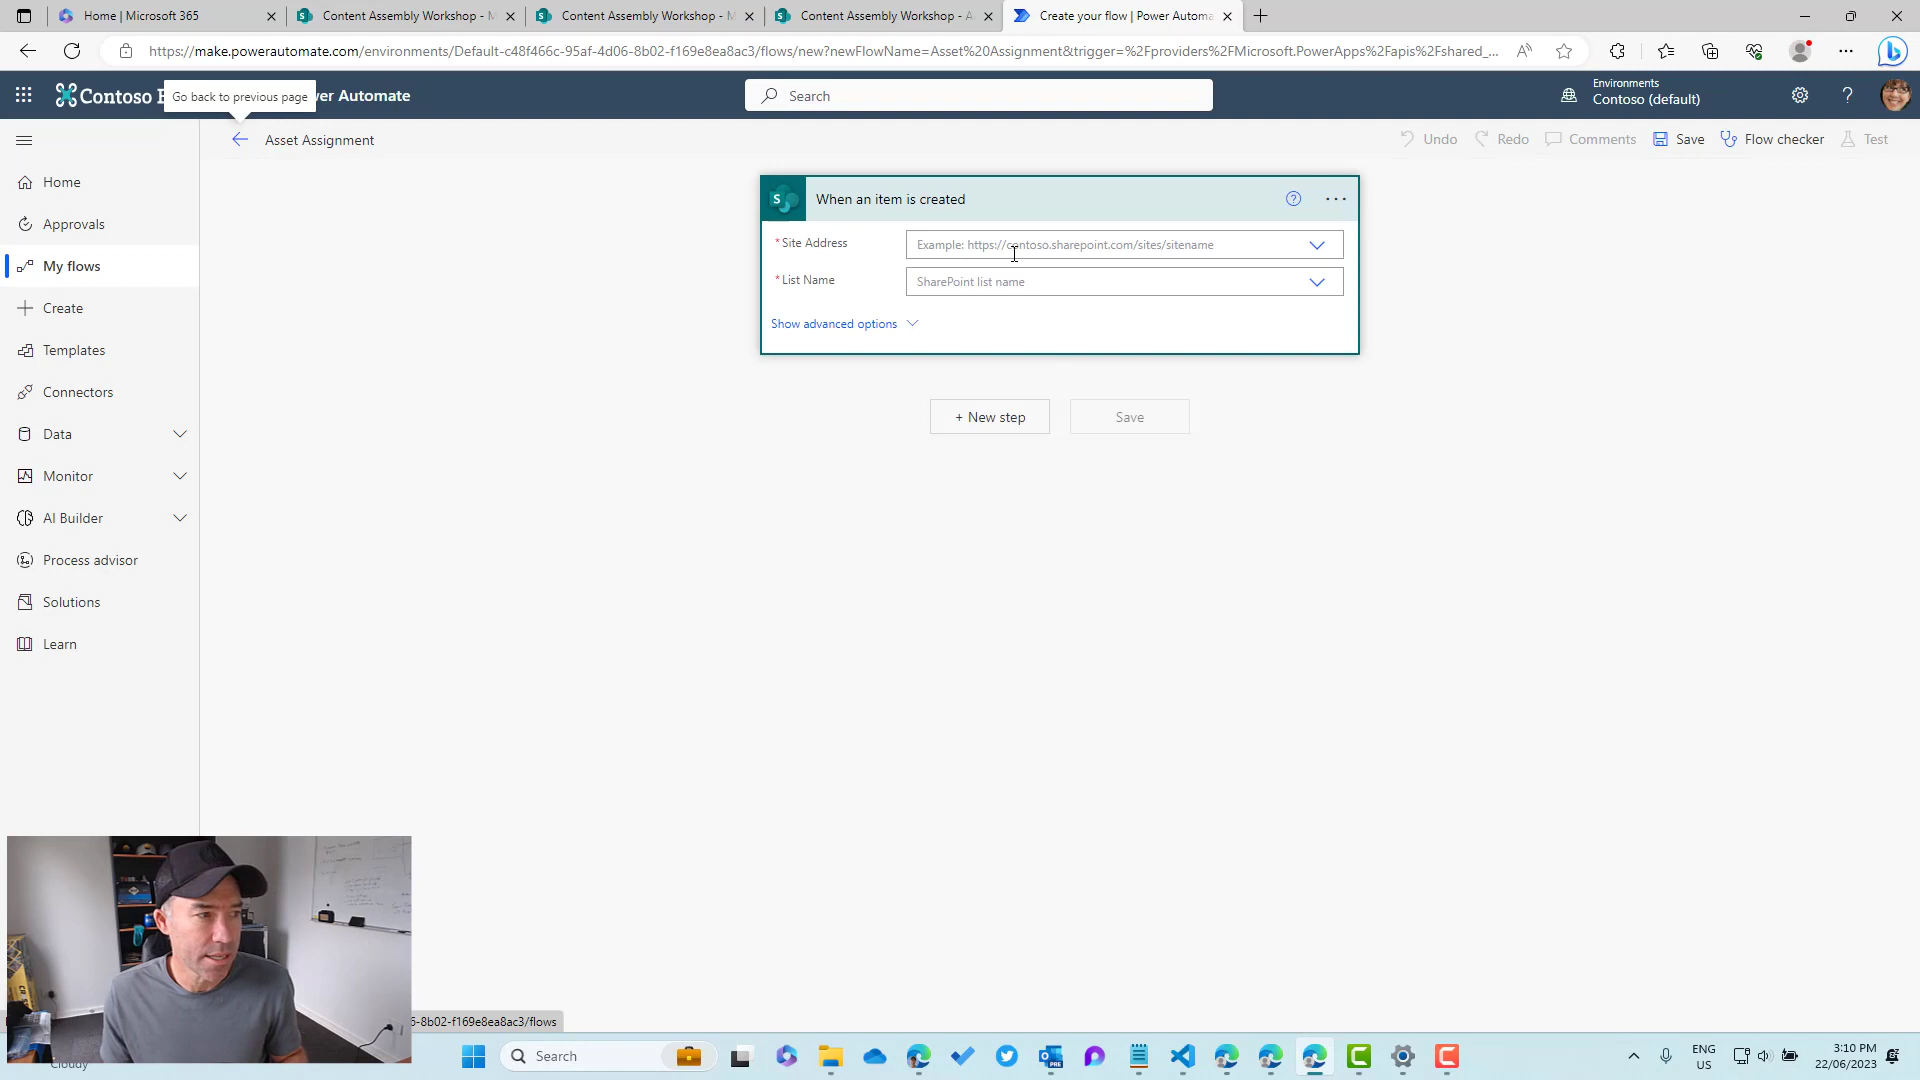 Home | Microsoft 365
Content Assembly Workshop - M
Content Assembly Workshop - M
Content Assembly Workshop - A
Create your flow | Power Automa
https://make.powerautomate.com/environments/Default-c48f466c-95af-4d06-8b02-f169e8ea8ac3/flows/new?newFlowName=Asset%20Assignment&trigger=%2Fproviders%2FMicrosoft.PowerApps%2Fapis%2Fshared_...
Contoso
Go back to previous page
wer Automate
Search
Environments
Contoso (default)
Asset Assignment
Undo
Redo
Comments
Save
Flow checker
Test
Home
Approvals
My flows
Create
Templates
Connectors
Data
Monitor
AI Builder
Process advisor
Solutions
Learn
When an item is created
* Site Address
Example: https://contoso.sharepoint.com/sites/sitename
* List Name
SharePoint list name
Show advanced options
+ New step
Save
6-8b02-f169e8ea8ac3/flows
Cloudy
Search
ENG
US
3:10 PM
22/06/2023